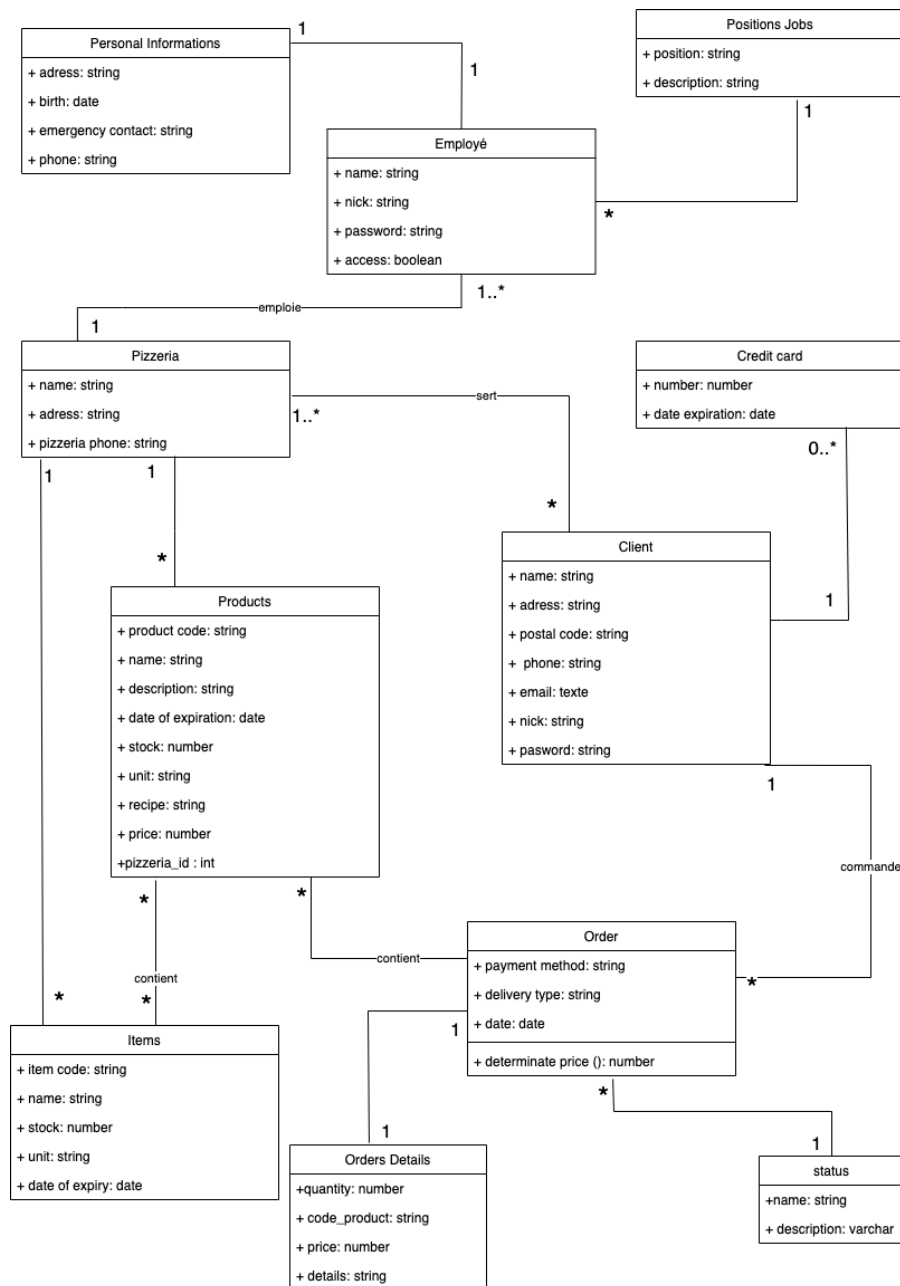 Personal Informations
+ adress: string
+ birth: date
+ emergency contact: string
+ phone: string
1
1
Positions Jobs
+ position: string
+ description: string
1
*
Employé
+ name: string
+ nick: string
+ password: string
+ access: boolean
1..*
emploie
1
Pizzeria
+ name: string
+ adress: string
+ pizzeria phone: string
1..*
sert
*
1
1
*
Credit card
+ number: number
+ date expiration: date
0..*
1
Client
+ name: string
+ adress: string
+ postal code: string
+ phone: string
+ email: texte
+ nick: string
+ pasword: string
1
commande
*
Products
+ product code: string
+ name: string
+ description: string
+ date of expiration: date
+ stock: number
+ unit: string
+ recipe: string
+ price: number
+pizzeria_id : int
*
*
contient
contient
*
*
Order
+ payment method: string
+ delivery type: string
+ date: date
+ determinate price (): number
1
*
1
1
Items
+ item code: string
+ name: string
+ stock: number
+ unit: string
+ date of expiry: date
Orders Details
+quantity: number
+ code_product: string
+ price: number
+ details: string
status
+name: string
+ description: varchar